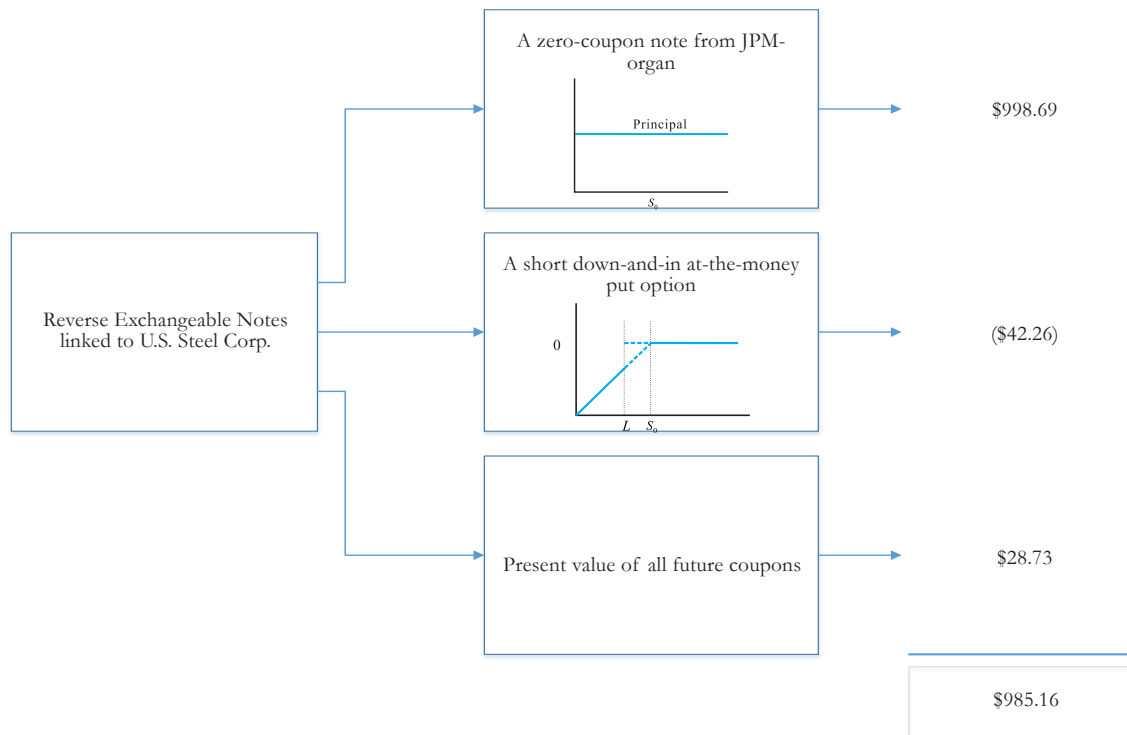 A zero-coupon note from JPM-
organ
Principal
S₀
$998.69
Reverse Exchangeable Notes
linked to U.S. Steel Corp.
A short down-and-in at-the-money
put option
0
L
S₀
($42.26)
Present value of all future coupons
$28.73
$985.16